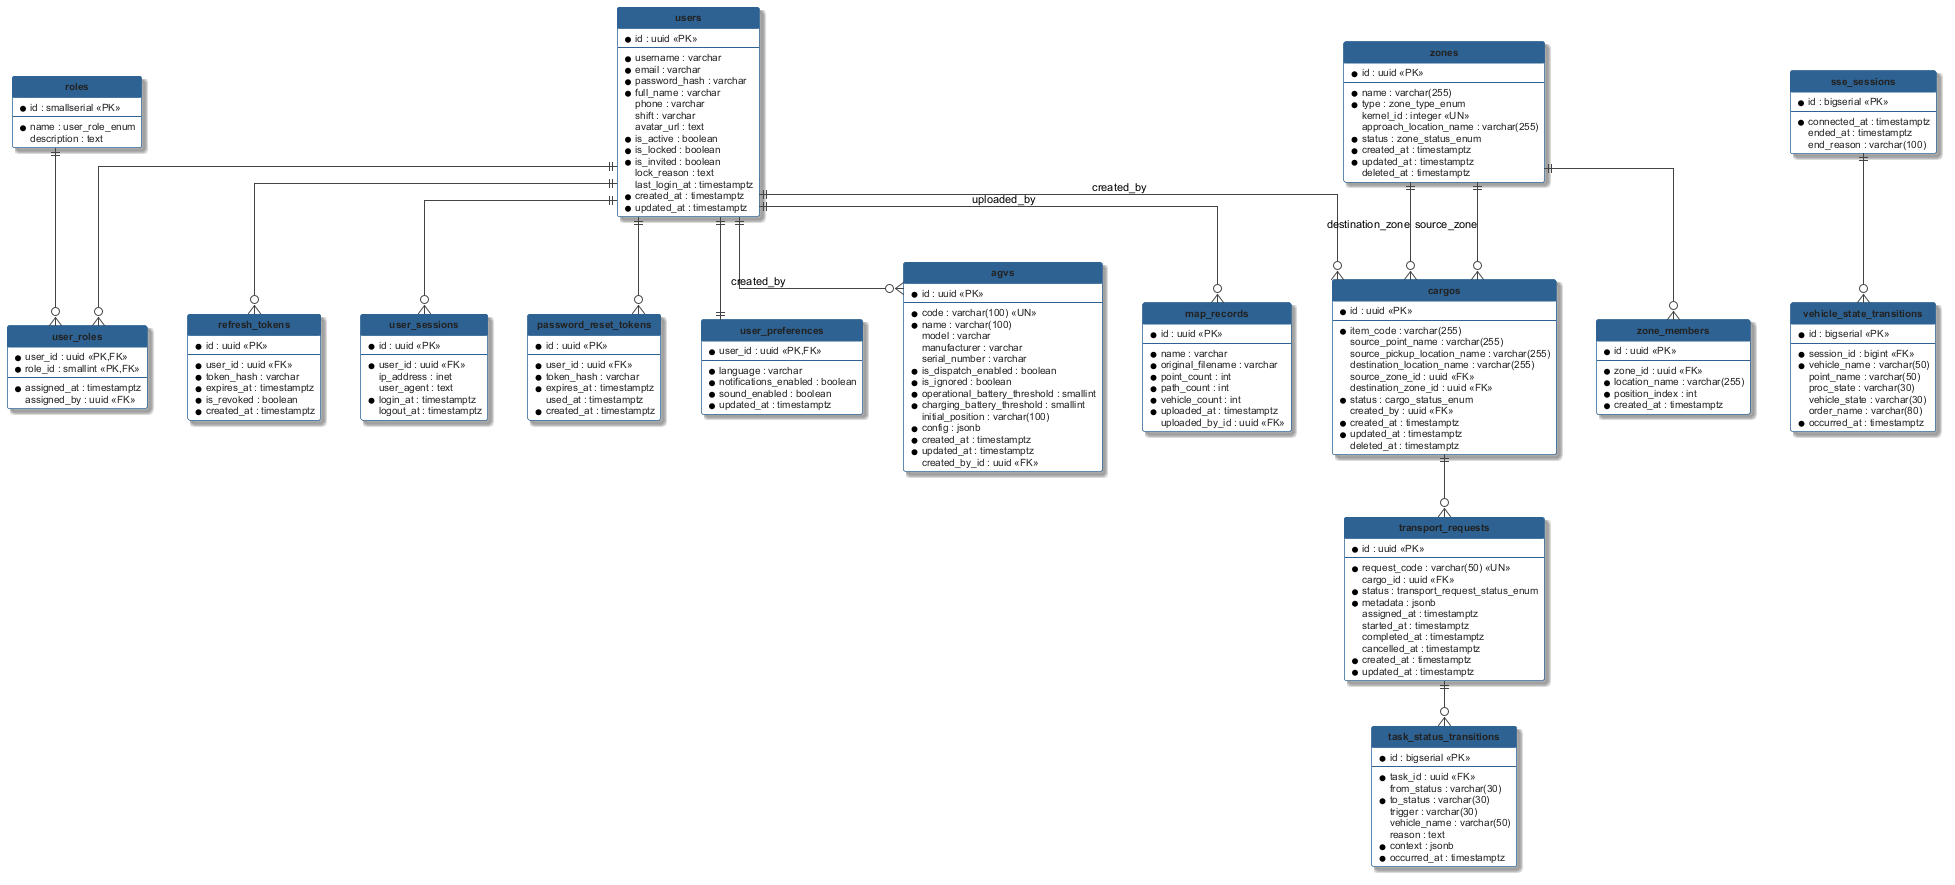 users
id : uuid «PK»
username : varchar
email : varchar
password_hash : varchar
full_name : varchar
phone : varchar
shift : varchar
avatar_url : text
is_active : boolean
is_locked : boolean
is_invited : boolean
lock_reason : text
last_login_at : timestamptz
created_at : timestamptz
updated_at : timestamptz
zones
id : uuid «PK»
name : varchar(255)
type : zone_type_enum
kernel_id : integer «UN»
approach_location_name : varchar(255)
status : zone_status_enum
created_at : timestamptz
updated_at : timestamptz
deleted_at : timestamptz
sse_sessions
id : bigserial «PK»
connected_at : timestamptz
ended_at : timestamptz
end_reason : varchar(100)
roles
id : smallserial «PK»
name : user_role_enum
description : text
created_by
uploaded_by
destination_zone
source_zone
created_by
user_roles
user_id : uuid «PK,FK»
role_id : smallint «PK,FK»
assigned_at : timestamptz
assigned_by : uuid «FK»
refresh_tokens
id : uuid «PK»
user_id : uuid «FK»
token_hash : varchar
expires_at : timestamptz
is_revoked : boolean
created_at : timestamptz
user_sessions
id : uuid «PK»
user_id : uuid «FK»
ip_address : inet
user_agent : text
login_at : timestamptz
logout_at : timestamptz
password_reset_tokens
id : uuid «PK»
user_id : uuid «FK»
token_hash : varchar
expires_at : timestamptz
used_at : timestamptz
created_at : timestamptz
user_preferences
user_id : uuid «PK,FK»
language : varchar
notifications_enabled : boolean
sound_enabled : boolean
updated_at : timestamptz
agvs
id : uuid «PK»
code : varchar(100) «UN»
name : varchar(100)
model : varchar
manufacturer : varchar
serial_number : varchar
is_dispatch_enabled : boolean
is_ignored : boolean
operational_battery_threshold : smallint
charging_battery_threshold : smallint
initial_position : varchar(100)
config : jsonb
created_at : timestamptz
updated_at : timestamptz
created_by_id : uuid «FK»
map_records
id : uuid «PK»
name : varchar
original_filename : varchar
point_count : int
path_count : int
vehicle_count : int
uploaded_at : timestamptz
uploaded_by_id : uuid «FK»
cargos
id : uuid «PK»
item_code : varchar(255)
source_point_name : varchar(255)
source_pickup_location_name : varchar(255)
destination_location_name : varchar(255)
source_zone_id : uuid «FK»
destination_zone_id : uuid «FK»
status : cargo_status_enum
created_by : uuid «FK»
created_at : timestamptz
updated_at : timestamptz
deleted_at : timestamptz
zone_members
id : uuid «PK»
zone_id : uuid «FK»
location_name : varchar(255)
position_index : int
created_at : timestamptz
vehicle_state_transitions
id : bigserial «PK»
session_id : bigint «FK»
vehicle_name : varchar(50)
point_name : varchar(50)
proc_state : varchar(30)
vehicle_state : varchar(30)
order_name : varchar(80)
occurred_at : timestamptz
transport_requests
id : uuid «PK»
request_code : varchar(50) «UN»
cargo_id : uuid «FK»
status : transport_request_status_enum
metadata : jsonb
assigned_at : timestamptz
started_at : timestamptz
completed_at : timestamptz
cancelled_at : timestamptz
created_at : timestamptz
updated_at : timestamptz
task_status_transitions
id : bigserial «PK»
task_id : uuid «FK»
from_status : varchar(30)
to_status : varchar(30)
trigger : varchar(30)
vehicle_name : varchar(50)
reason : text
context : jsonb
occurred_at : timestamptz